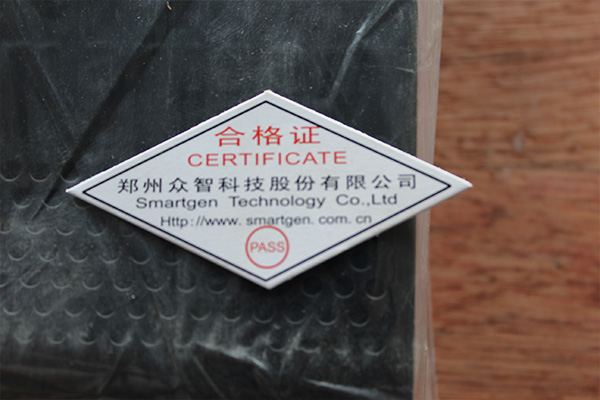 合格证
CERTIFICATE
郑州众智科技股份有限公司
Smartgen Technology Co.,Ltd
Http://www.smartgen.com.cn
PASS